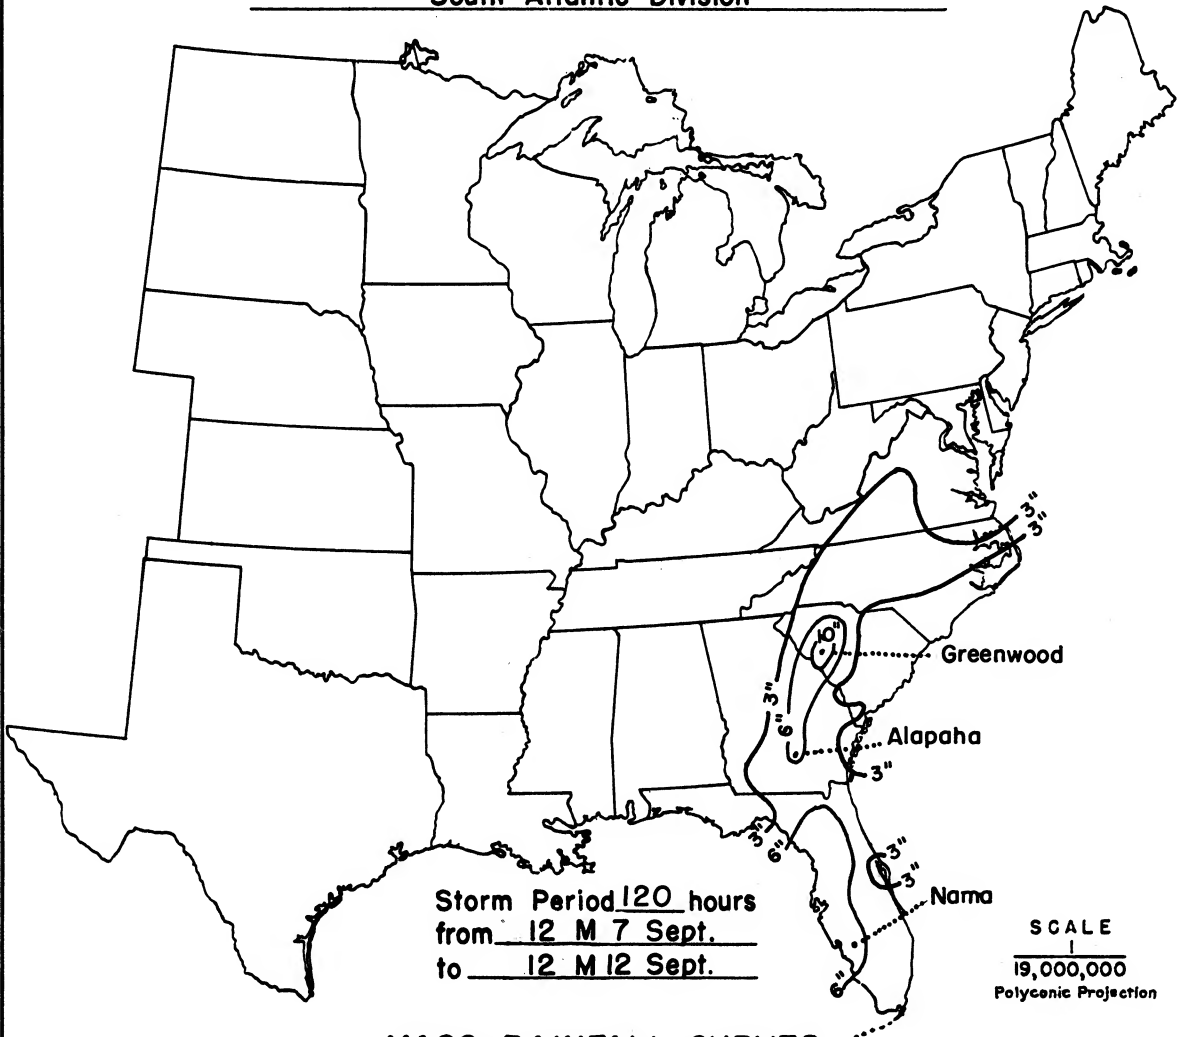 South Atlantic Division
3"
3"
10"
Greenwood
3"
6"
Alapaha
3"
3"
6"
3"
3"
Nama
6"
Storm Period 120 hours
from 12 M 7 Sept.
to 12 M 12 Sept.
SCALE
1
19,000,000
Polyconic Projection
MASS RAINFALL CURVES